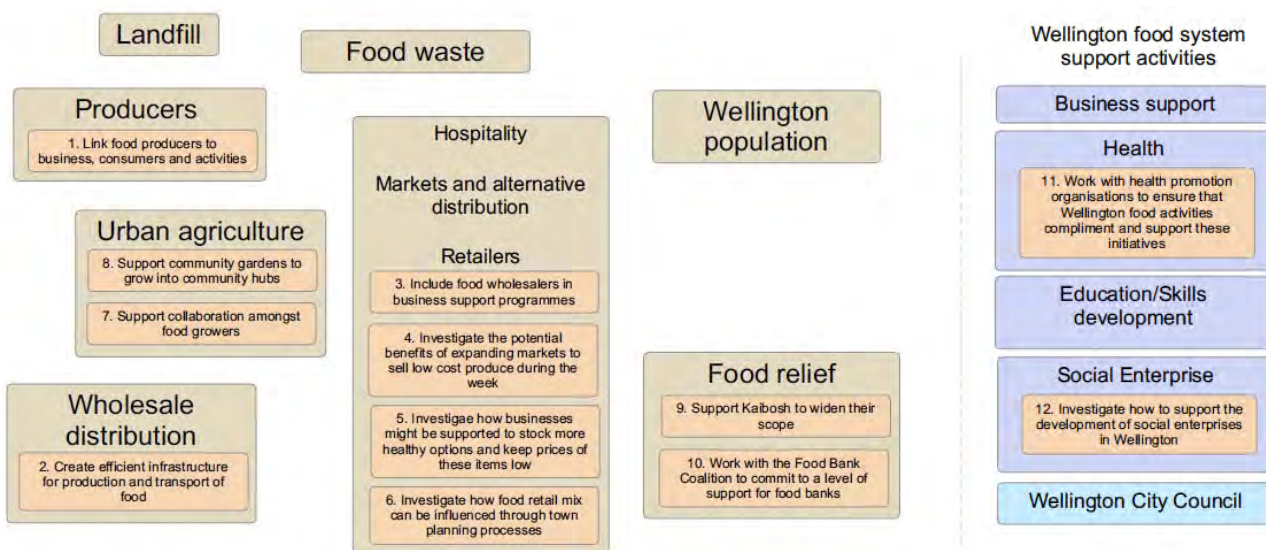 Landfill
Food waste
Producers
1. Link food producers to
business, consumers and activities
Urban agriculture
8. Support community gardens to
grow into community hubs
7. Support collaboration amongst
food growers
Wholesale
distribution
2. Create efficient infrastructure
for production and transport of
food
Hospitality
Markets and alternative
distribution
Retailers
3. Include food wholesalers in
business support programmes
4. Investigate the potential
benefits of expanding markets to
sell low cost produce during the
week
5. Investigae how businesses
might be supported to stock more
healthy options and keep prices of
these items low
6. Investigate how food retail mix
can be influenced through town
planning processes
Wellington
population
Food relief
9. Support Kaibosh to widen their
scope
10. Work with the Food Bank
Coalition to commit to a level of
support for food banks
Wellington food system
support activities
Business support
Health
11. Work with health promotion
organisations to ensure that
Wellington food activities
compliment and support these
initiatives
Education/Skills
development
Social Enterprise
12. Investigate how to support the
development of social enterprises
in Wellington
Wellington City Council